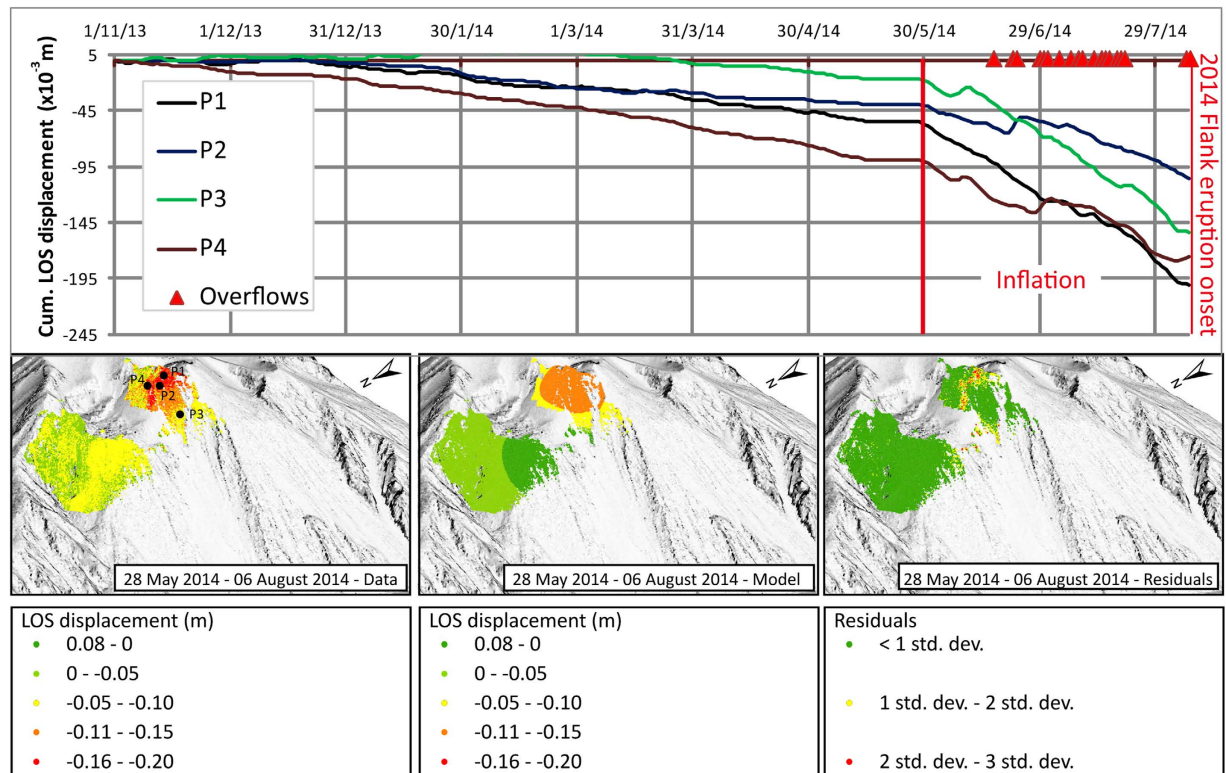 1/11/13 1/12/13 31/12/13 30/1/14 1/3/14 31/3/14 30/4/14 30/5/14 29/6/14 29/7/14
Cum. LOS displacement (x10⁻³ m)
5
-45
-95
-145
-195
-245
P1
P2
P3
P4
Overflows
Inflation
2014 Flank eruption onset
P4 P1
P2
P3
N
28 May 2014 - 06 August 2014 - Data
N
28 May 2014 - 06 August 2014 - Model
N
28 May 2014 - 06 August 2014 - Residuals
LOS displacement (m)
0.08 - 0
0 - -0.05
-0.05 - -0.10
-0.11 - -0.15
-0.16 - -0.20
LOS displacement (m)
0.08 - 0
0 - -0.05
-0.05 - -0.10
-0.11 - -0.15
-0.16 - -0.20
Residuals
< 1 std. dev.
1 std. dev. - 2 std. dev.
2 std. dev. - 3 std. dev.